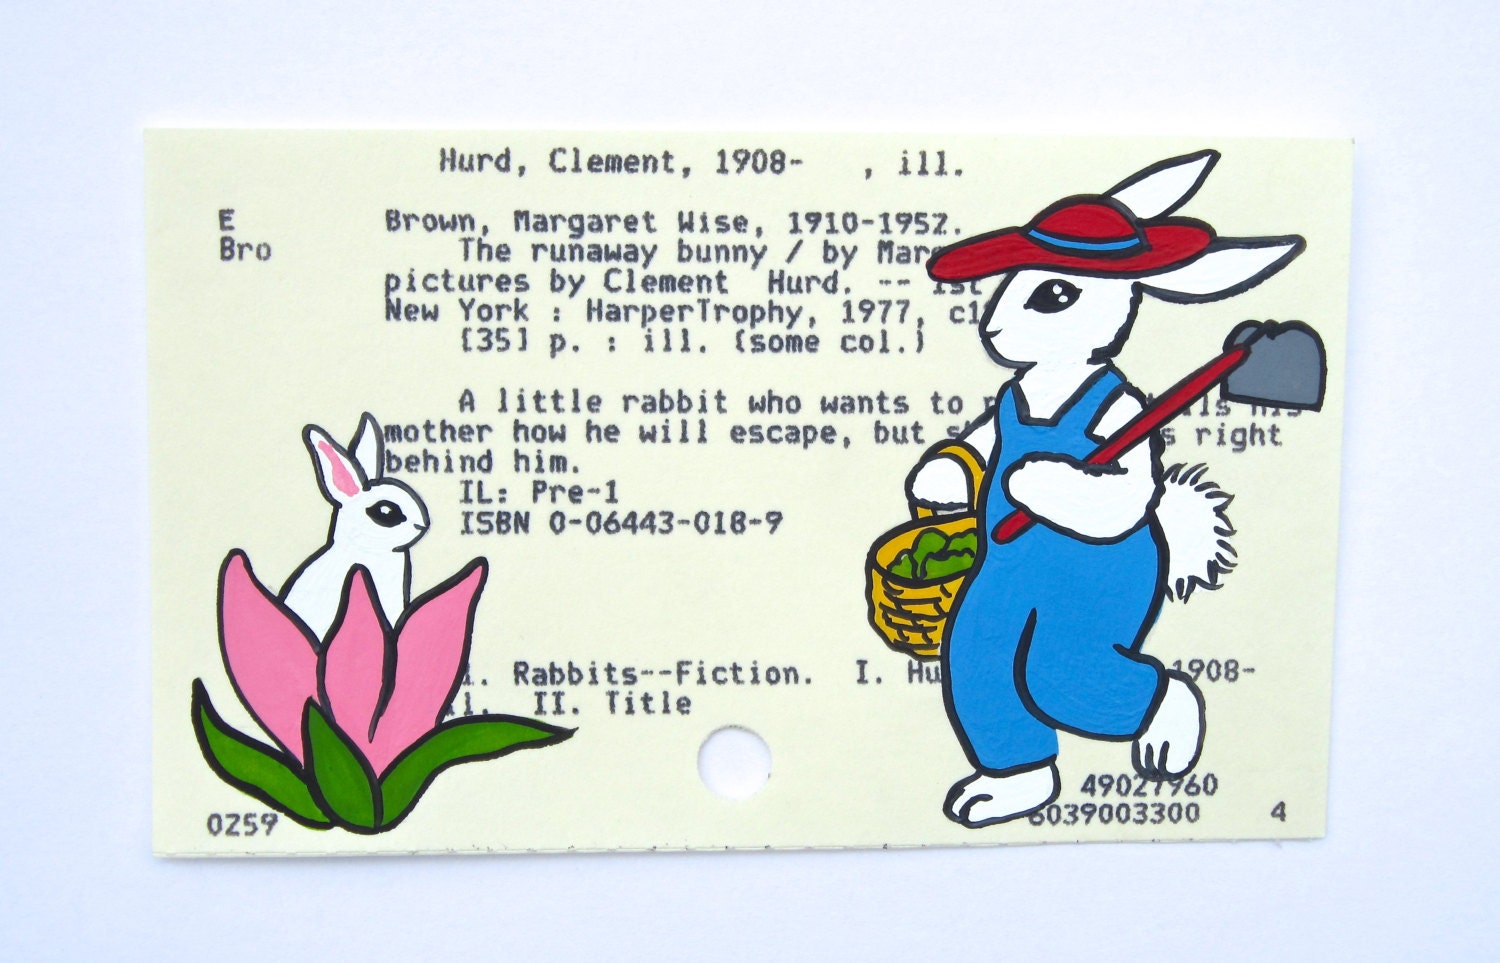 Hurd, Clement, 1908-   , ill.
E Brown, Margaret Wise, 1910-1952.
Bro The runaway bunny / by
pictures by Clement Hurd. -- 1st
New York : HarperTrophy, 1977,
[35] p. : ill. (some col.)
A little rabbit who wants to his
mother how he will escape, but right
behind him.
IL: Pre-1
ISBN 0-06443-018-9
1. Rabbits--Fiction. I. 1908-
II. Title
49027960
0259 6039003300 4